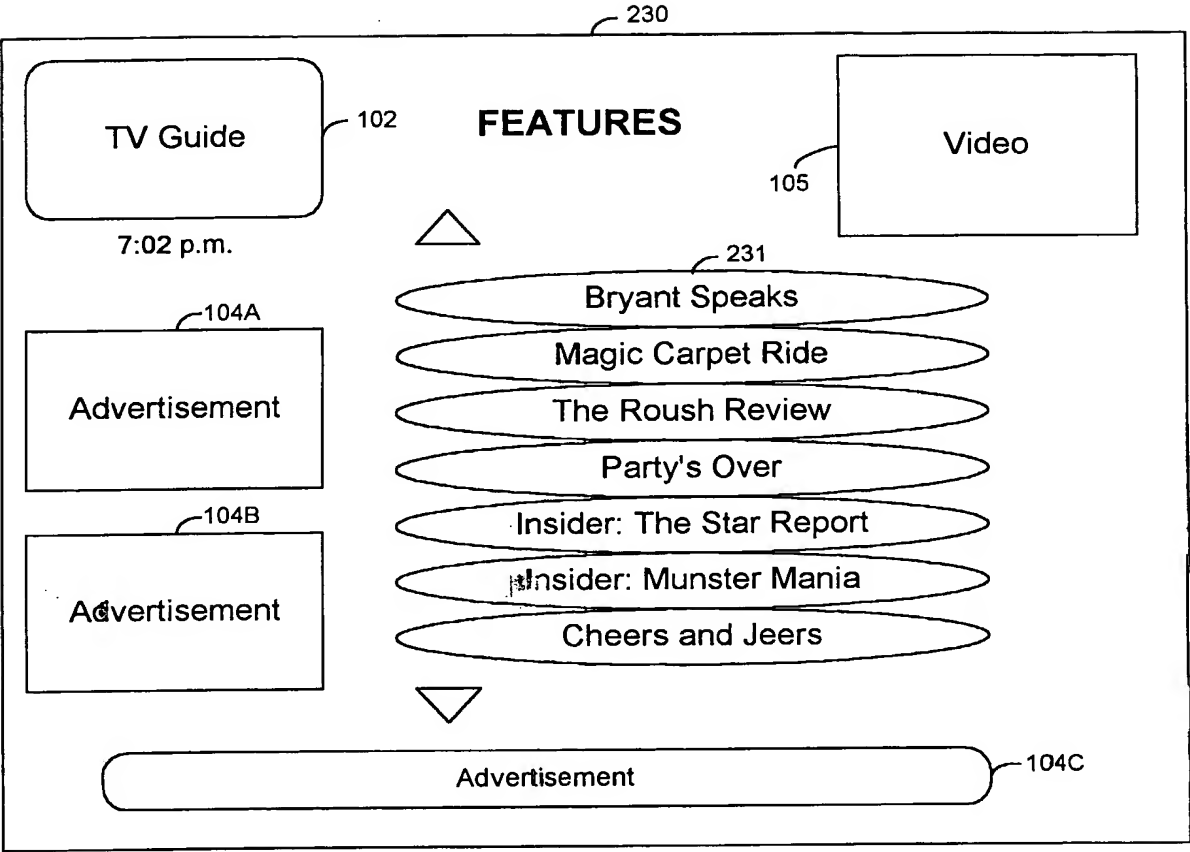 230
TV Guide
102
FEATURES
Video
105
7:02 p.m.
231
Bryant Speaks
Magic Carpet Ride
The Roush Review
Party's Over
Insider: The Star Report
Insider: Munster Mania
Cheers and Jeers
104A
Advertisement
104B
Advertisement
Advertisement
104C